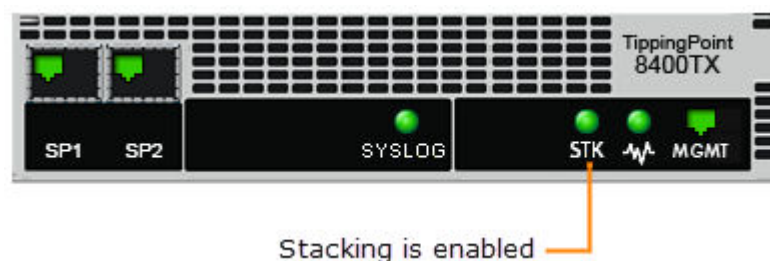 TippingPoint
8400TX
SP1 SP2 SYSLOG STK MGMT
Stacking is enabled